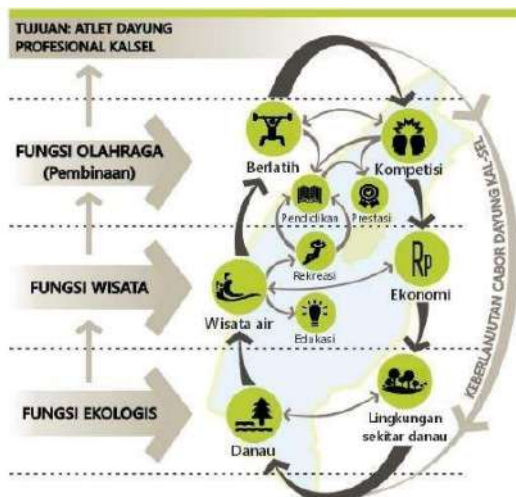 TUJUAN: ATLET DAYUNG
PROFESIONAL KALSEL
FUNGSI OLAHRAGA
(Pembinaan)
Berlatih
Kompetisi
Pendidikan
Prestasi
Rekreasi
FUNGSI WISATA
Wisata air
Edukasi
Rp
Ekonomi
FUNGSI EKOLOGIS
Danau
Lingkungan
sekitar danau
KEBERLANJUTAN CABOR DAYUNG KAL-SEL